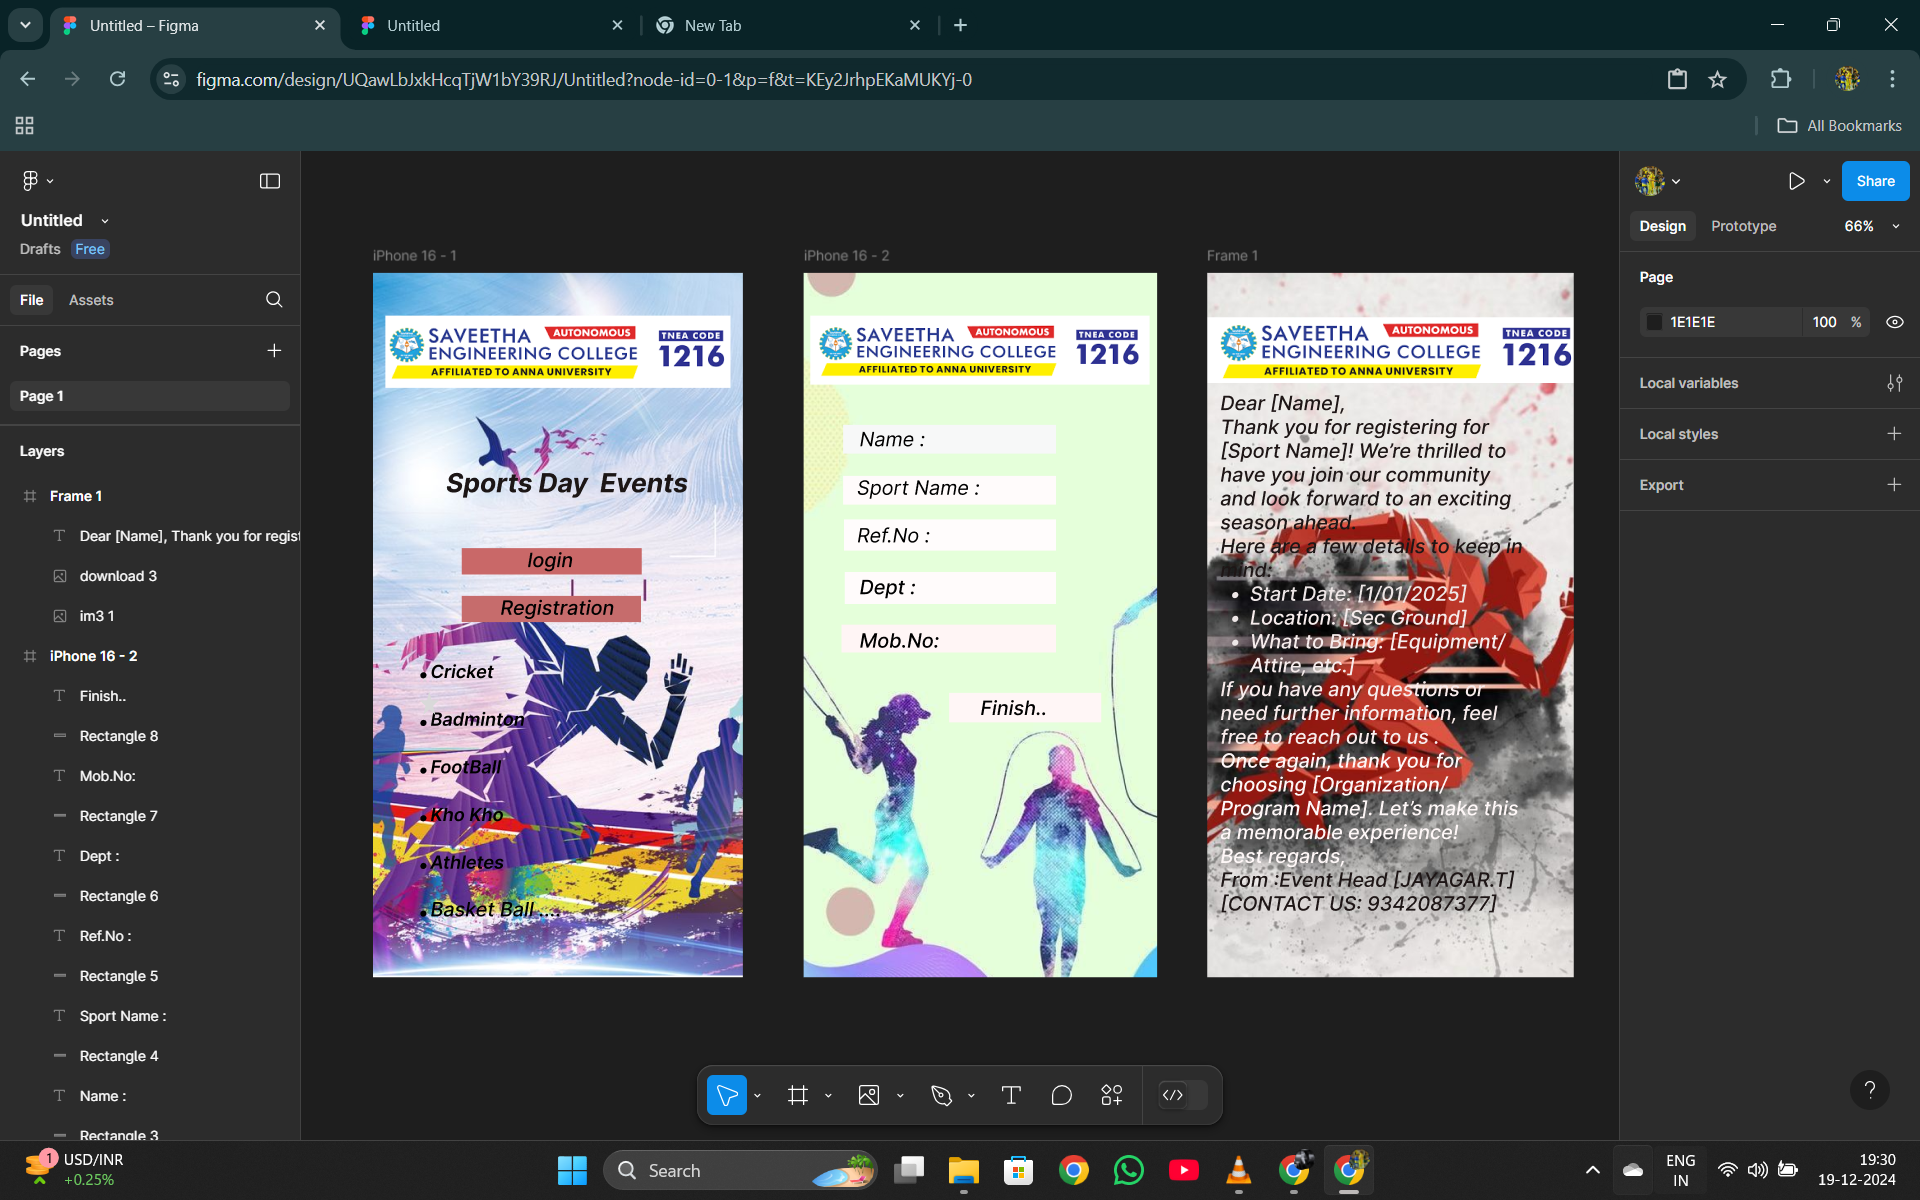 Untitled – Figma
Untitled
New Tab
figma.com/design/UQawLbJxkHcqTjW1bY39RJ/Untitled?node-id=0-1&p=f&t=KEy2JrhpEKaMUKYj-0
All Bookmarks
Untitled
Drafts Free
File Assets
Pages
Page 1
Layers
Frame 1
Dear [Name], Thank you for regist
download 3
im3 1
iPhone 16 - 2
Finish..
Rectangle 8
Mob.No:
Rectangle 7
Dept :
Rectangle 6
Ref.No :
Rectangle 5
Sport Name :
Rectangle 4
Name :
Rectangle 3
iPhone 16 - 1
SAVEETHA AUTONOMOUS
ENGINEERING COLLEGE
AFFILIATED TO ANNA UNIVERSITY
TNEA CODE
1216
Sports Day Events
login
Registration
• Cricket
• Badminton
• FootBall
• Kho Kho
• Athletes
• Basket Ball ....
iPhone 16 - 2
SAVEETHA AUTONOMOUS
ENGINEERING COLLEGE
AFFILIATED TO ANNA UNIVERSITY
TNEA CODE
1216
Name :
Sport Name :
Ref.No :
Dept :
Mob.No:
Finish..
Frame 1
SAVEETHA AUTONOMOUS
ENGINEERING COLLEGE
AFFILIATED TO ANNA UNIVERSITY
TNEA CODE
1216
Dear [Name],
Thank you for registering for
[Sport Name]! We're thrilled to
have you join our community
and look forward to an exciting
season ahead.
Here are a few details to keep in
mind:
• Start Date: [1/01/2025]
• Location: [Sec Ground]
• What to Bring: [Equipment/
Attire, etc.]
If you have any questions or
need further information, feel
free to reach out to us .
Once again, thank you for
choosing [Organization/
Program Name]. Let's make this
a memorable experience!
Best regards,
From :Event Head [JAYAGAR.T]
[CONTACT US: 9342087377]
Share
Design Prototype 66%
Page
1E1E1E 100 %
Local variables
Local styles
Export
?
1
USD/INR
+0.25%
Search
ENG
IN
19:30
19-12-2024